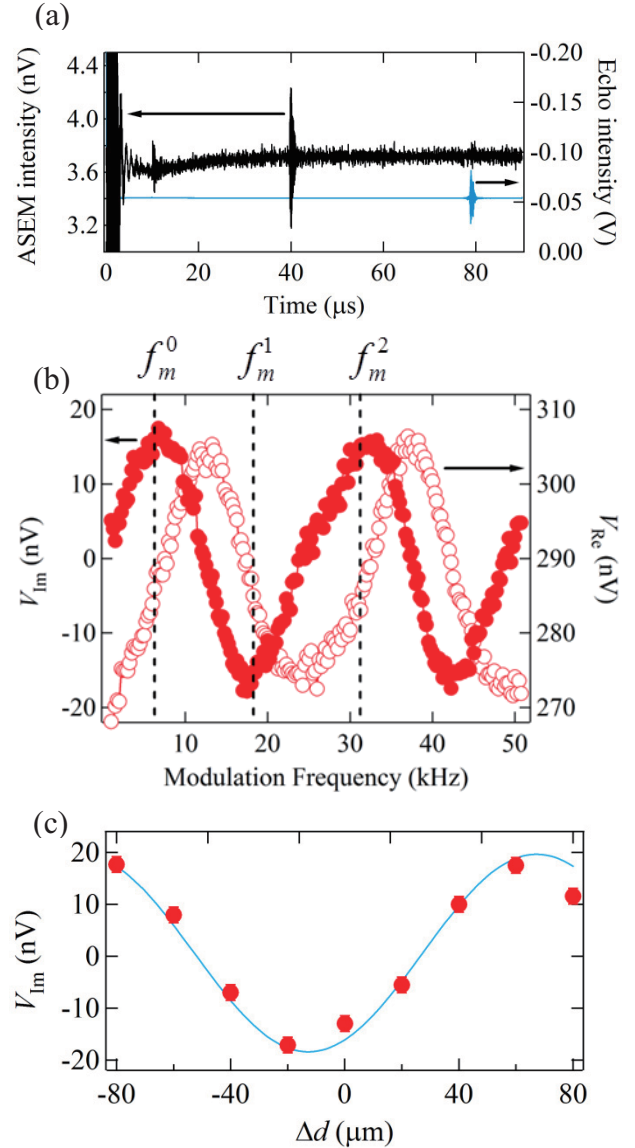 (a)
ASEM intensity (nV)
4.4
4.0
3.6
3.2
-0.20
-0.15
-0.10
-0.05
0.00
Echo intensity (V)
0 20 40 60 80
Time (μs)
(b)
f_m^0 f_m^1 f_m^2
V_Im (nV)
20
10
0
-10
-20
310
300
290
280
270
V_Re (nV)
10 20 30 40 50
Modulation Frequency (kHz)
(c)
V_Im (nV)
20
10
0
-10
-20
-80 -40 0 40 80
Δd (μm)